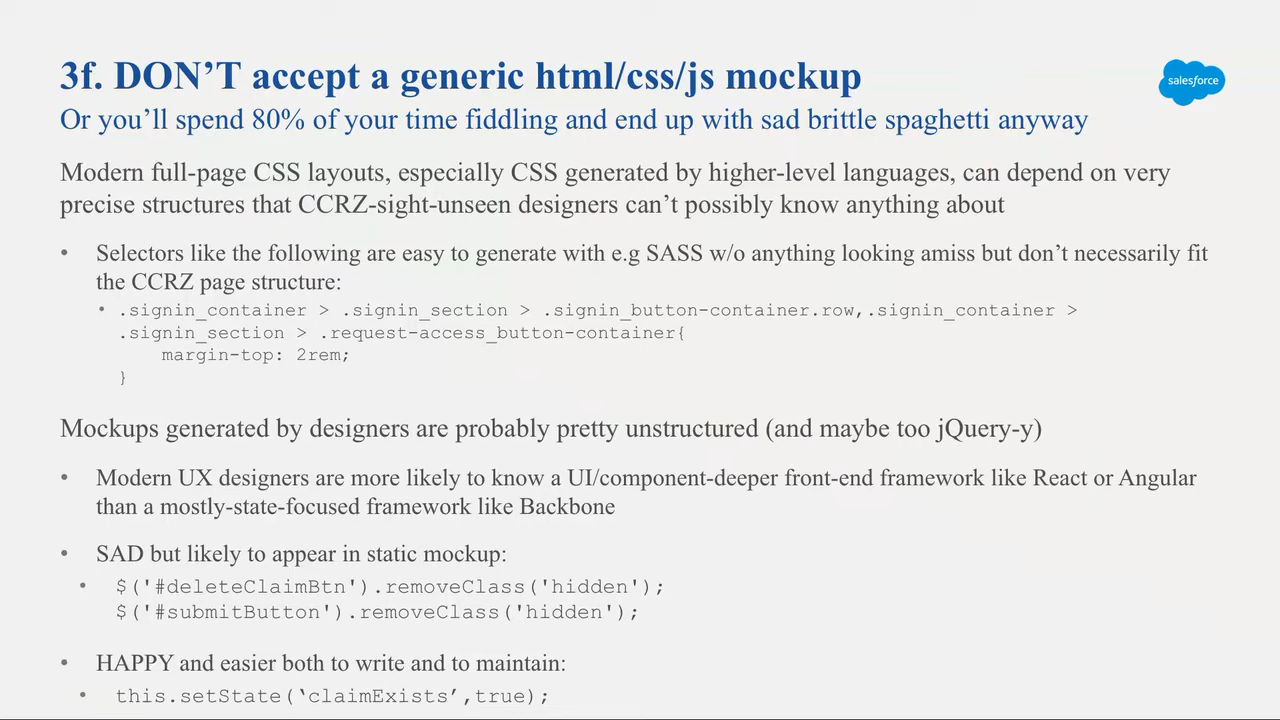 3f. DON’T accept a generic html/css/js mockup
salesforce
Or you’ll spend 80% of your time fiddling and end up with sad brittle spaghetti anyway
Modern full-page CSS layouts, especially CSS generated by higher-level languages, can depend on very
precise structures that CCRZ-sight-unseen designers can’t possibly know anything about
• Selectors like the following are easy to generate with e.g SASS w/o anything looking amiss but don’t necessarily fit
the CCRZ page structure:
• .signin_container > .signin_section > .signin_button-container.row,.signin_container >
.signin_section > .request-access_button-container{
margin-top: 2rem;
}
Mockups generated by designers are probably pretty unstructured (and maybe too jQuery-y)
• Modern UX designers are more likely to know a UI/component-deeper front-end framework like React or Angular
than a mostly-state-focused framework like Backbone
• SAD but likely to appear in static mockup:
• $('#deleteClaimBtn').removeClass('hidden');
$('#submitButton').removeClass('hidden');
• HAPPY and easier both to write and to maintain:
• this.setState(‘claimExists’,true);